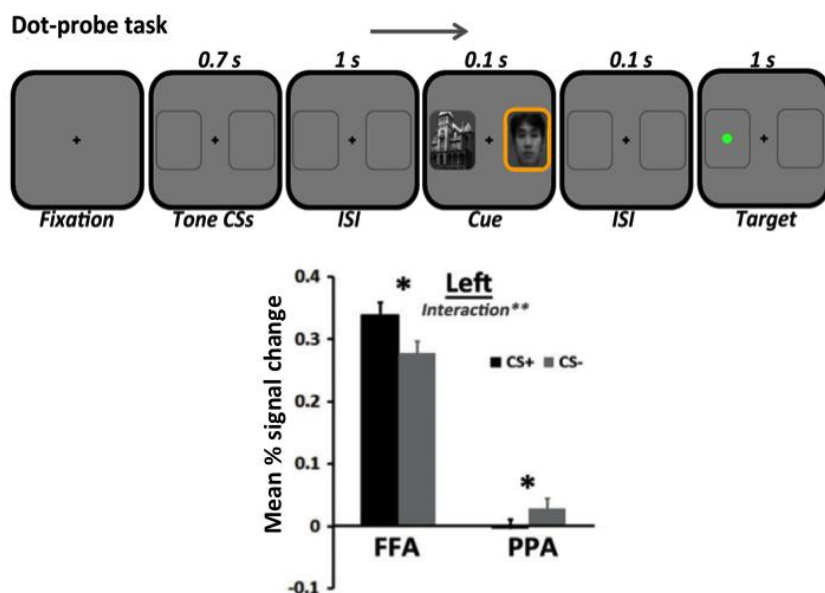 Dot-probe task
0.7 s 1 s 0.1 s 0.1 s 1 s
Fixation Tone CSs ISI Cue ISI Target
0.4
0.3
0.2
0.1
0
-0.1
Mean % signal change
*
Left
Interaction**
CS+ CS-
*
FFA PPA